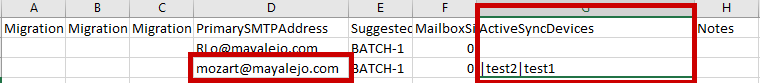 A B C D E F G H
Migration Migration Migration PrimarySMTPAddress Suggested MailboxSi ActiveSyncDevices Notes
RLo@mayalejo.com BATCH-1 0
mozart@mayalejo.com BATCH-1 0 |test2|test1